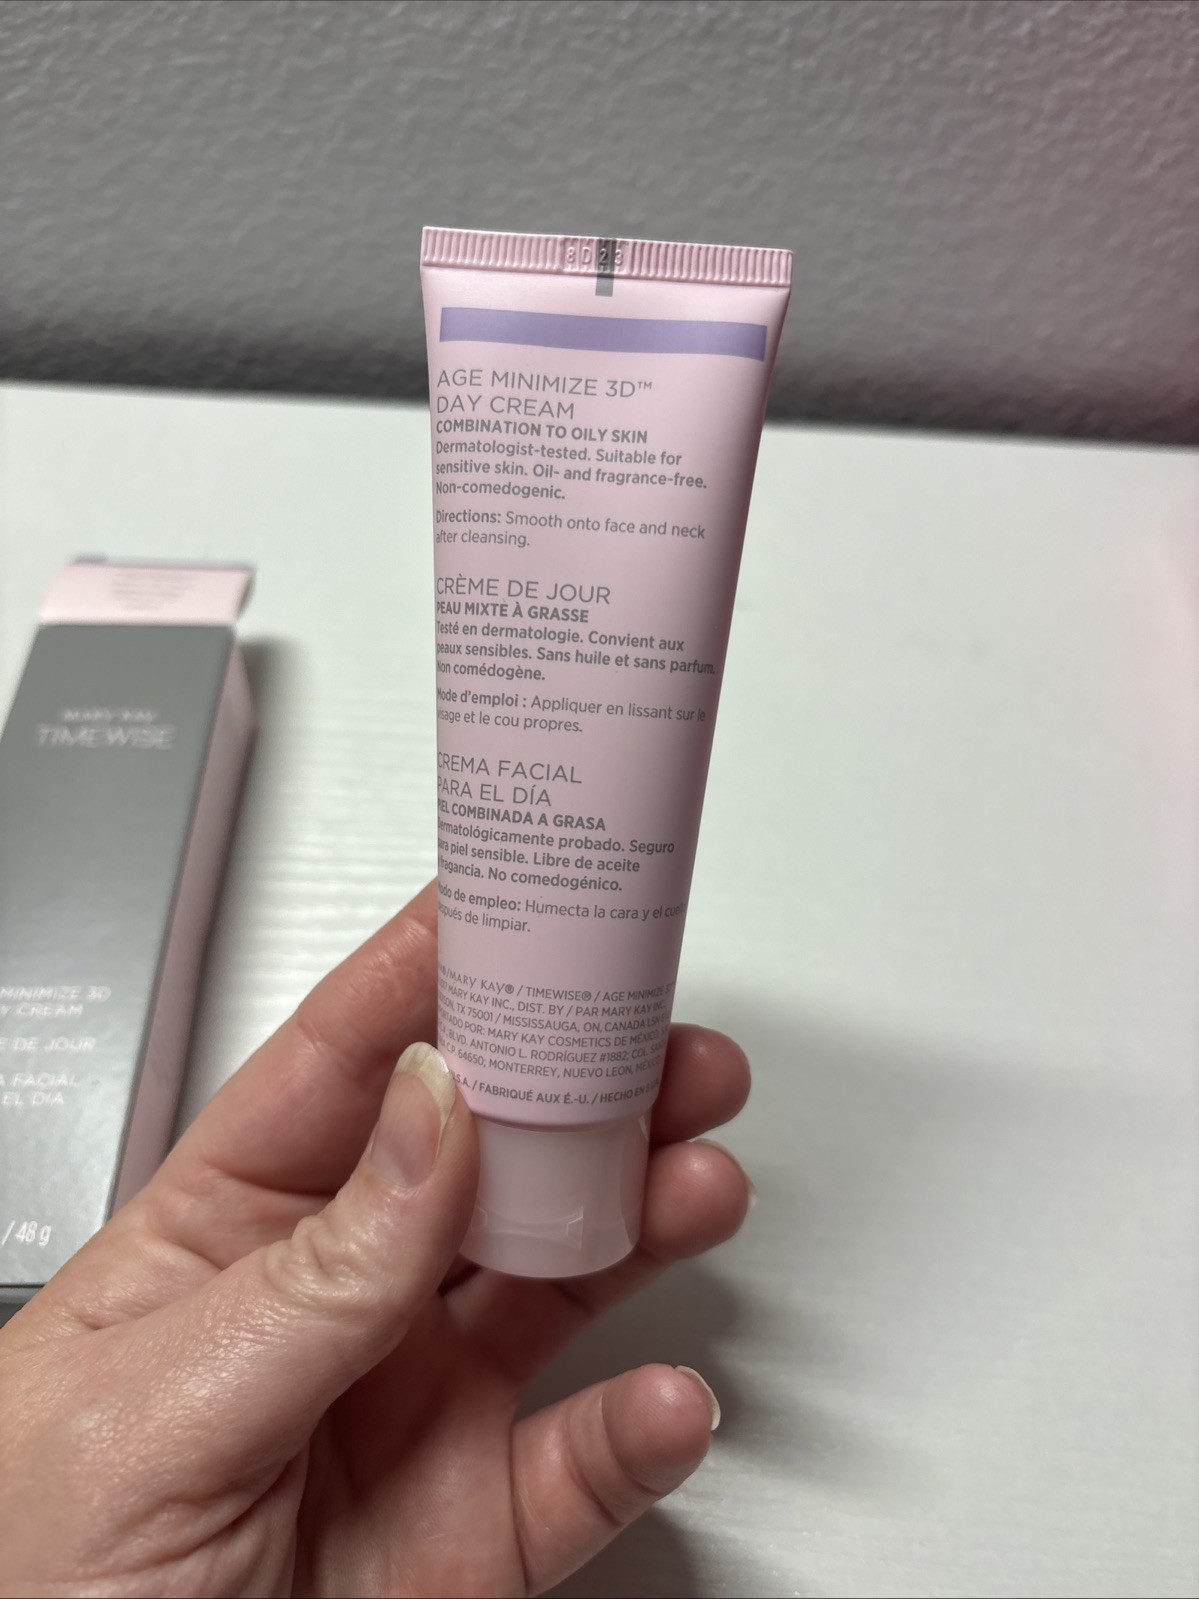 8D23
AGE MINIMIZE 3D™
DAY CREAM
COMBINATION TO OILY SKIN
Dermatologist-tested. Suitable for
sensitive skin. Oil- and fragrance-free.
Non-comedogenic.
Directions: Smooth onto face and neck
after cleansing.
CRÈME DE JOUR
PEAU MIXTE À GRASSE
Testé en dermatologie. Convient aux
peaux sensibles. Sans huile et sans parfum.
Non comédogène.
Mode d'emploi : Appliquer en lissant sur le
visage et le cou propres.
CREMA FACIAL
PARA EL DÍA
PIEL COMBINADA A GRASA
Dermatológicamente probado. Seguro
para piel sensible. Libre de aceite
fragancia. No comedogénico.
Modo de empleo: Humecta la cara y el cuello
después de limpiar.
/MARY KAY® / TIMEWISE® / AGE MINIMIZE 3D
MARY KAY INC., DIST. BY / PAR MARY KAY INC.,
TX 75001 / MISSISSAUGA, ON, CANADA L5N
POR: MARY KAY COSMETICS DE MÉXICO,
BLVD. ANTONIO L. RODRÍGUEZ #1882; COL.
C.P. 64650; MONTERREY, NUEVO LEON,
U.S.A. / FABRIQUÉ AUX É.-U. / HECHO EN
MARY KAY
TIMEWISE
MINIMIZE 3D
CREAM
DE JOUR
FACIAL
EL DÍA
/ 48 g